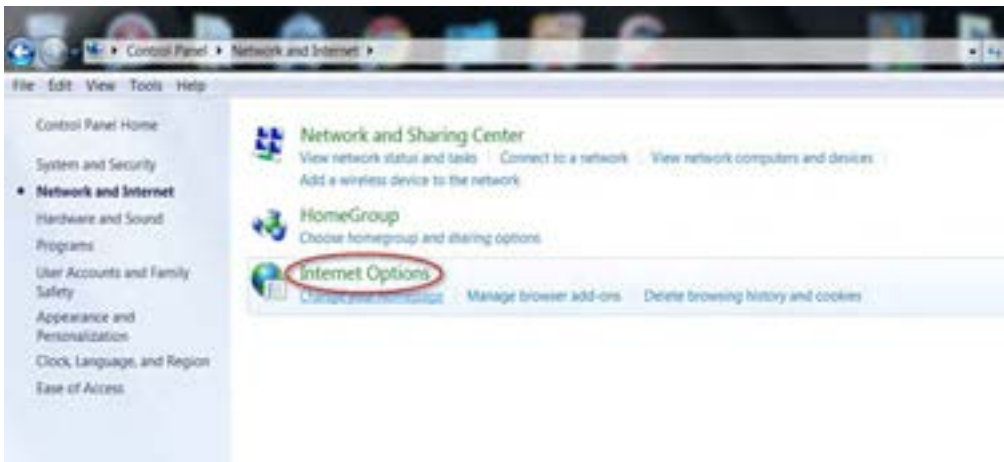 Control Panel Network and Internet
File Edit View Tools Help
Control Panel Home
System and Security
Network and Internet
Hardware and Sound
Programs
User Accounts and Family
Safety
Appearance and
Personalization
Clock, Language, and Region
Ease of Access
Network and Sharing Center
View network status and tasks Connect to a network View network computers and devices
Add a wireless device to the network
HomeGroup
Choose homegroup and sharing options
Internet Options
Change your homepage Manage browser add-ons Delete browsing history and cookies